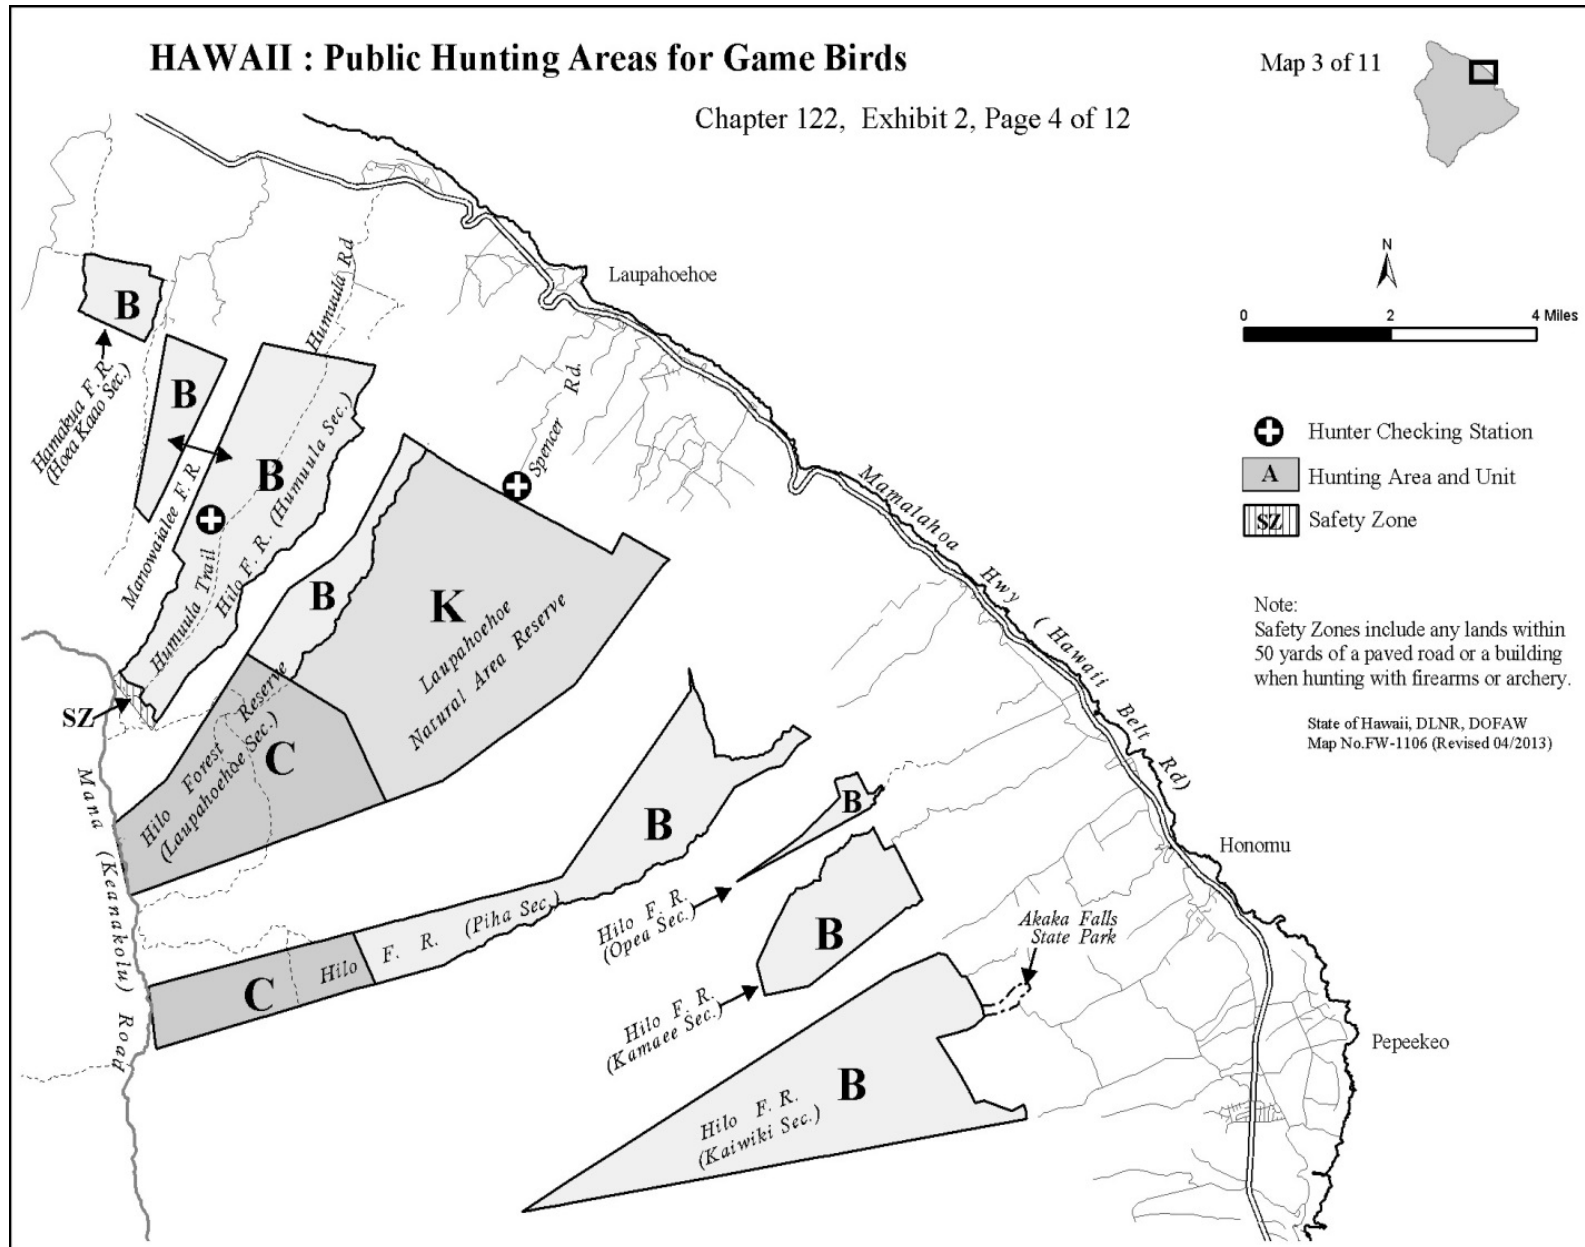 HAWAII : Public Hunting Areas for Game Birds
Map 3 of 11
Chapter 122, Exhibit 2, Page 4 of 12
N
0 2 4 Miles
Hunter Checking Station
A Hunting Area and Unit
SZ Safety Zone
Note:
Safety Zones include any lands within
50 yards of a paved road or a building
when hunting with firearms or archery.
State of Hawaii, DLNR, DOFAW
Map No.FW-1106 (Revised 04/2013)
Laupahoehoe
Humuula Rd
B
Hamakua F. R.
(Hoea Kaao Sec.)
B
Manowaialee F. R.
B
Humuula Trail
Hilo F. R. (Humuula Sec.)
Spencer Rd.
B
K
Laupahoehoe
Natural Area Reserve
SZ
C
Hilo Forest Reserve
(Laupahoehoe Sec.)
Mana (Keanakolu) Road
Mamalahoa Hwy (Hawaii Belt Rd)
B
Hilo F. R. (Piha Sec.)
C
B
Hilo F. R.
(Opea Sec.)
B
Hilo F. R.
(Kamaee Sec.)
Akaka Falls
State Park
Honomu
Pepeekeo
B
Hilo F. R.
(Kaiwiki Sec.)